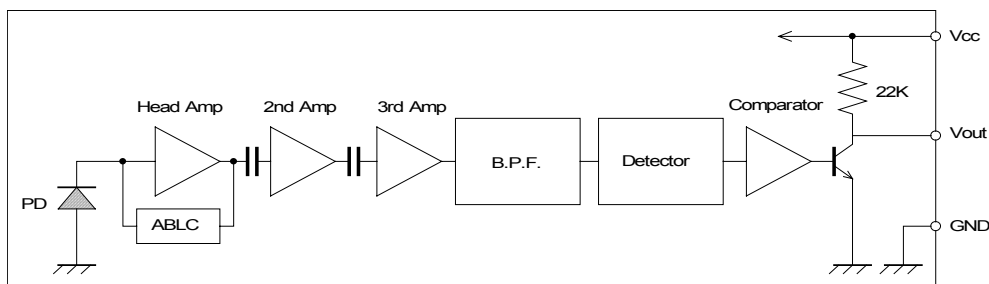 Vcc
Head Amp
2nd Amp
3rd Amp
Comparator
22K
Vout
B.P.F.
Detector
PD
ABLC
GND